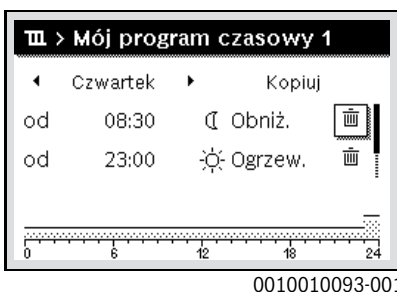 > Mój program czasowy 1
Czwartek Kopiuj
od 08:30 Obniż.
od 23:00 Ogrzew.
0 6 12 18 24
0010010093-001